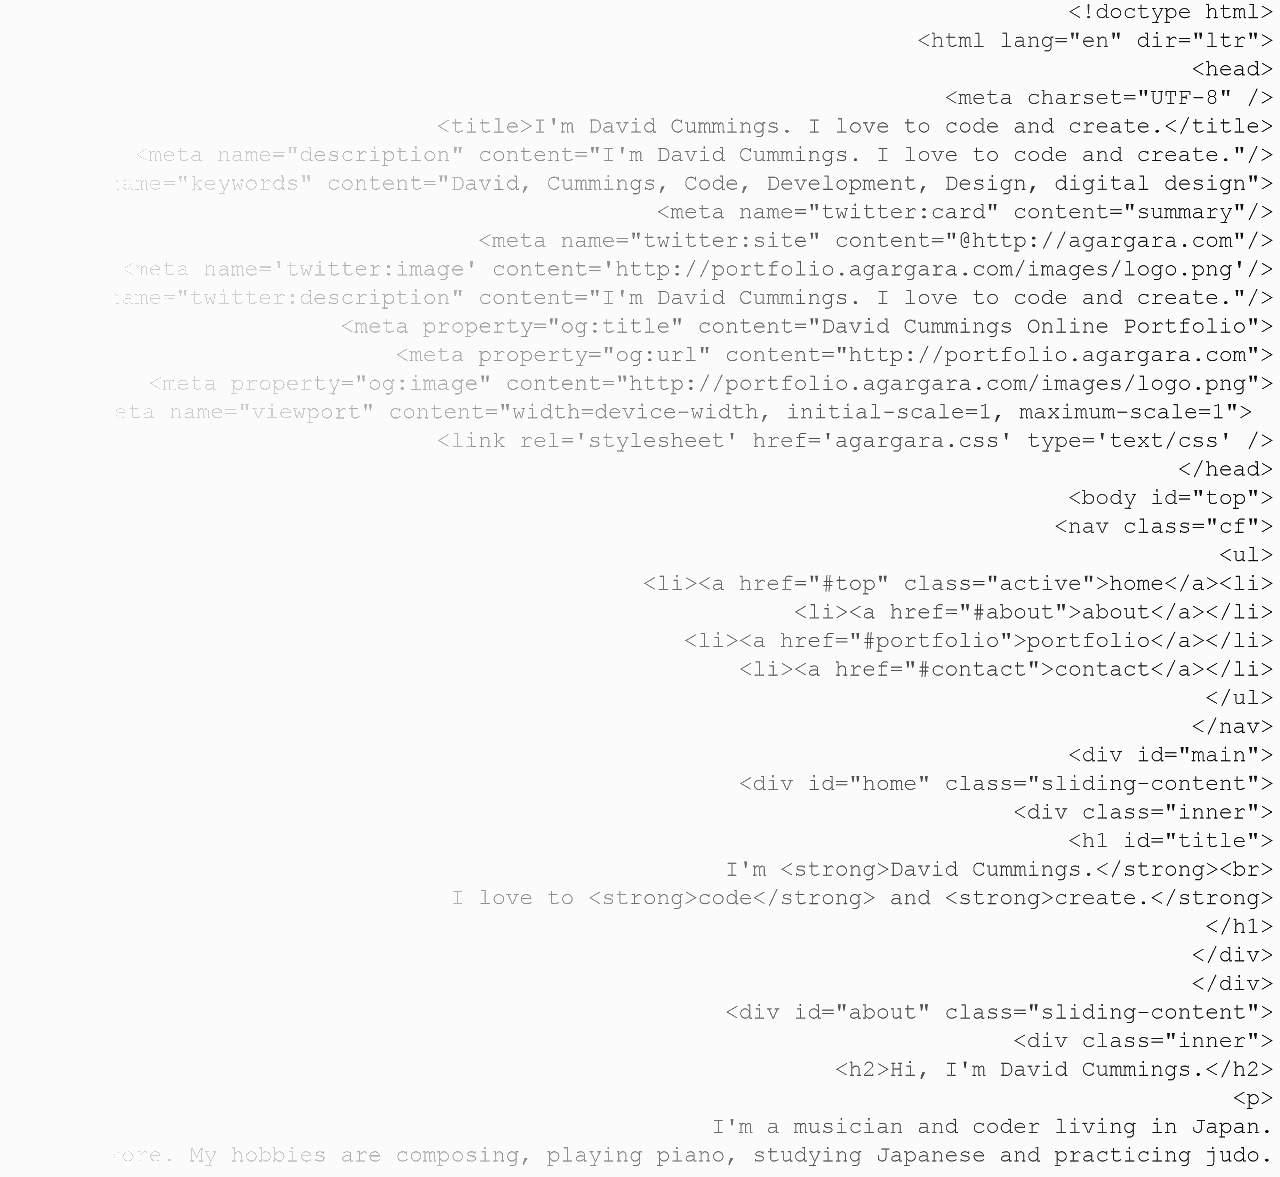 <!doctype html>
<html lang="en" dir="ltr">
<head>
<meta charset="UTF-8" />
<title>I'm David Cummings. I love to code and create.</title>
<meta name="description" content="I'm David Cummings. I love to code and create."/>
name="keywords" content="David, Cummings, Code, Development, Design, digital design">
<meta name="twitter:card" content="summary"/>
<meta name="twitter:site" content="@http://agargara.com"/>
<meta name='twitter:image' content='http://portfolio.agargara.com/images/logo.png'/>
name="twitter:description" content="I'm David Cummings. I love to code and create."/>
<meta property="og:title" content="David Cummings Online Portfolio">
<meta property="og:url" content="http://portfolio.agargara.com">
<meta property="og:image" content="http://portfolio.agargara.com/images/logo.png">
eta name="viewport" content="width=device-width, initial-scale=1, maximum-scale=1">
<link rel='stylesheet' href='agargara.css' type='text/css' />
</head>
<body id="top">
<nav class="cf">
<ul>
<li><a href="#top" class="active">home</a><li>
<li><a href="#about">about</a></li>
<li><a href="#portfolio">portfolio</a></li>
<li><a href="#contact">contact</a></li>
</ul>
</nav>
<div id="main">
<div id="home" class="sliding-content">
<div class="inner">
<h1 id="title">
I'm <strong>David Cummings.</strong><br>
I love to <strong>code</strong> and <strong>create.</strong>
</h1>
</div>
</div>
<div id="about" class="sliding-content">
<div class="inner">
<h2>Hi, I'm David Cummings.</h2>
<p>
I'm a musician and coder living in Japan.
ore. My hobbies are composing, playing piano, studying Japanese and practicing judo.